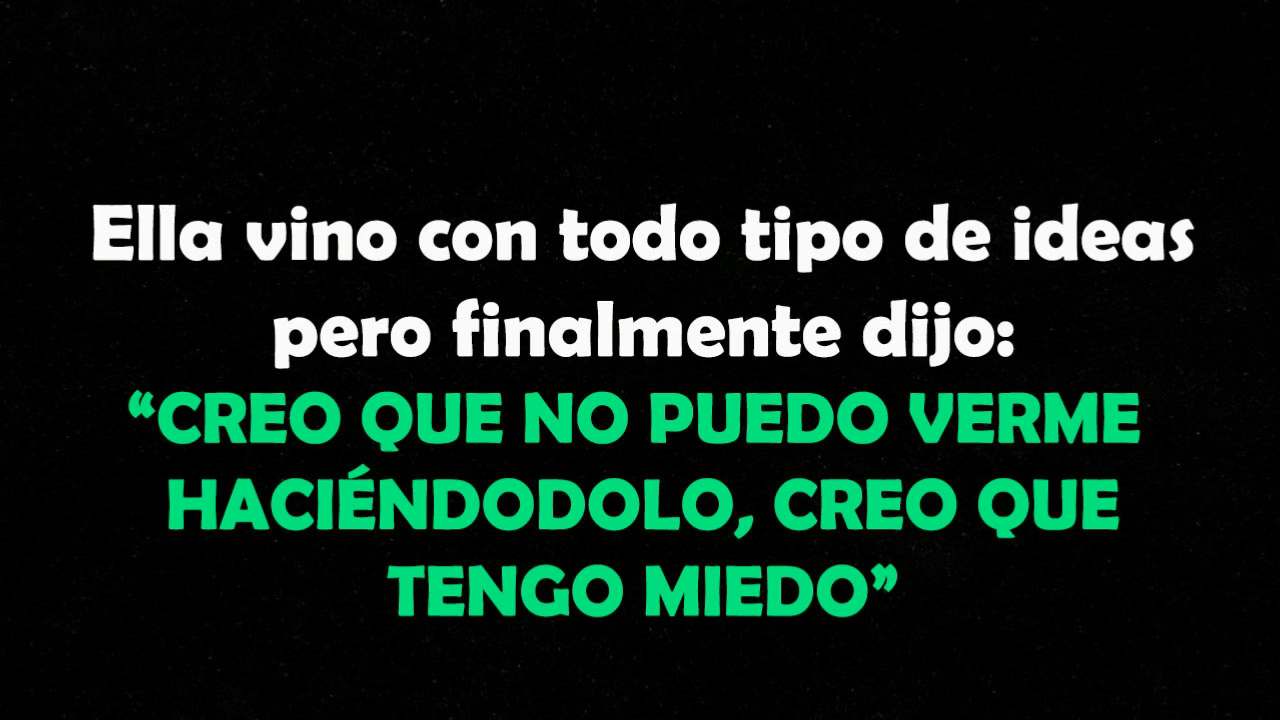 Ella vino con todo tipo de ideas
pero finalmente dijo:
“CREO QUE NO PUEDO VERME
HACIÉNDODOLO, CREO QUE
TENGO MIEDO”